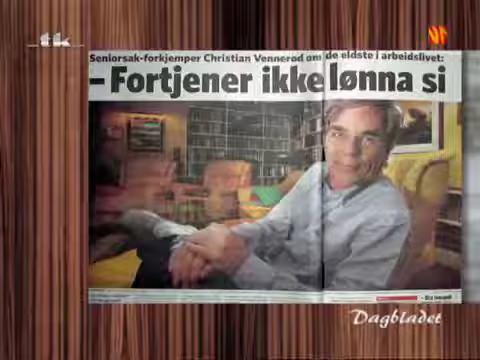 tk
Seniorsak-forkjemper Christian Vennerød om de eldste i arbeidslivet:
– Fortjener ikke lønna si
Dagbladet